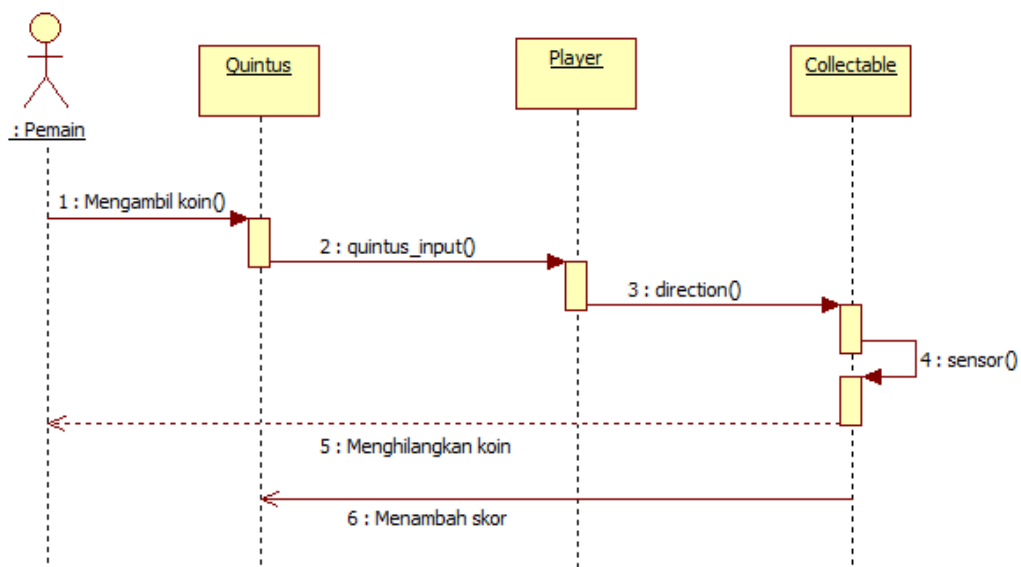 Quintus
Player
Collectable
: Pemain
1 : Mengambil koin()
2 : quintus_input()
3 : direction()
4 : sensor()
5 : Menghilangkan koin
6 : Menambah skor